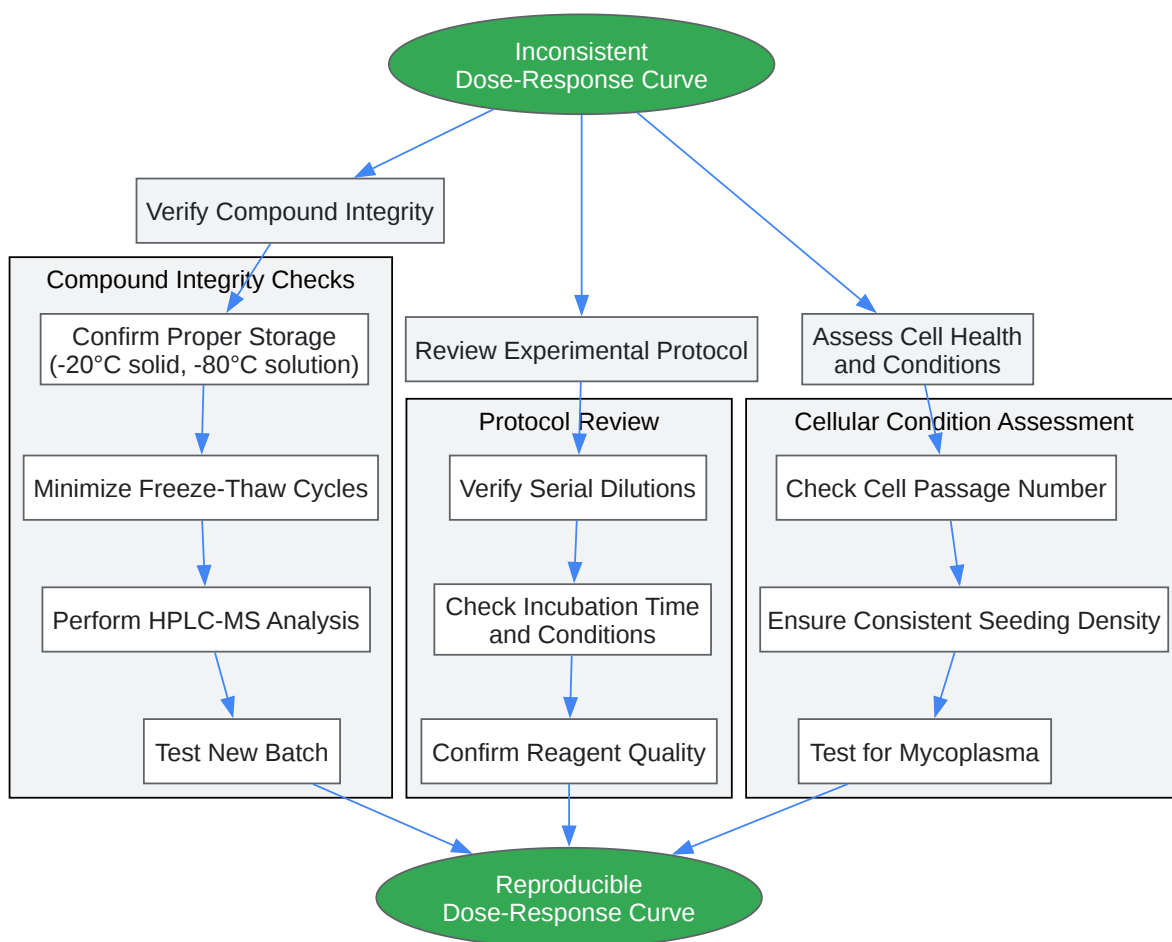 Inconsistent
Dose-Response Curve
Verify Compound Integrity
Compound Integrity Checks
Confirm Proper Storage
(-20°C solid, -80°C solution)
Minimize Freeze-Thaw Cycles
Perform HPLC-MS Analysis
Test New Batch
Review Experimental Protocol
Protocol Review
Verify Serial Dilutions
Check Incubation Time
and Conditions
Confirm Reagent Quality
Assess Cell Health
and Conditions
Cellular Condition Assessment
Check Cell Passage Number
Ensure Consistent Seeding Density
Test for Mycoplasma
Reproducible
Dose-Response Curve